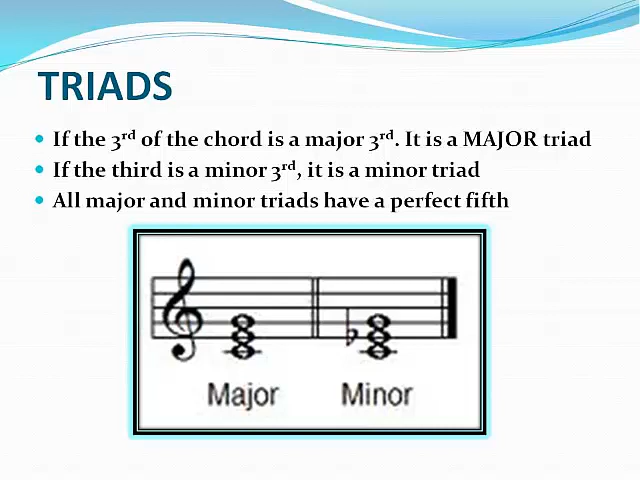 TRIADS
If the 3rd of the chord is a major 3rd. It is a MAJOR triad
If the third is a minor 3rd, it is a minor triad
All major and minor triads have a perfect fifth
Major Minor